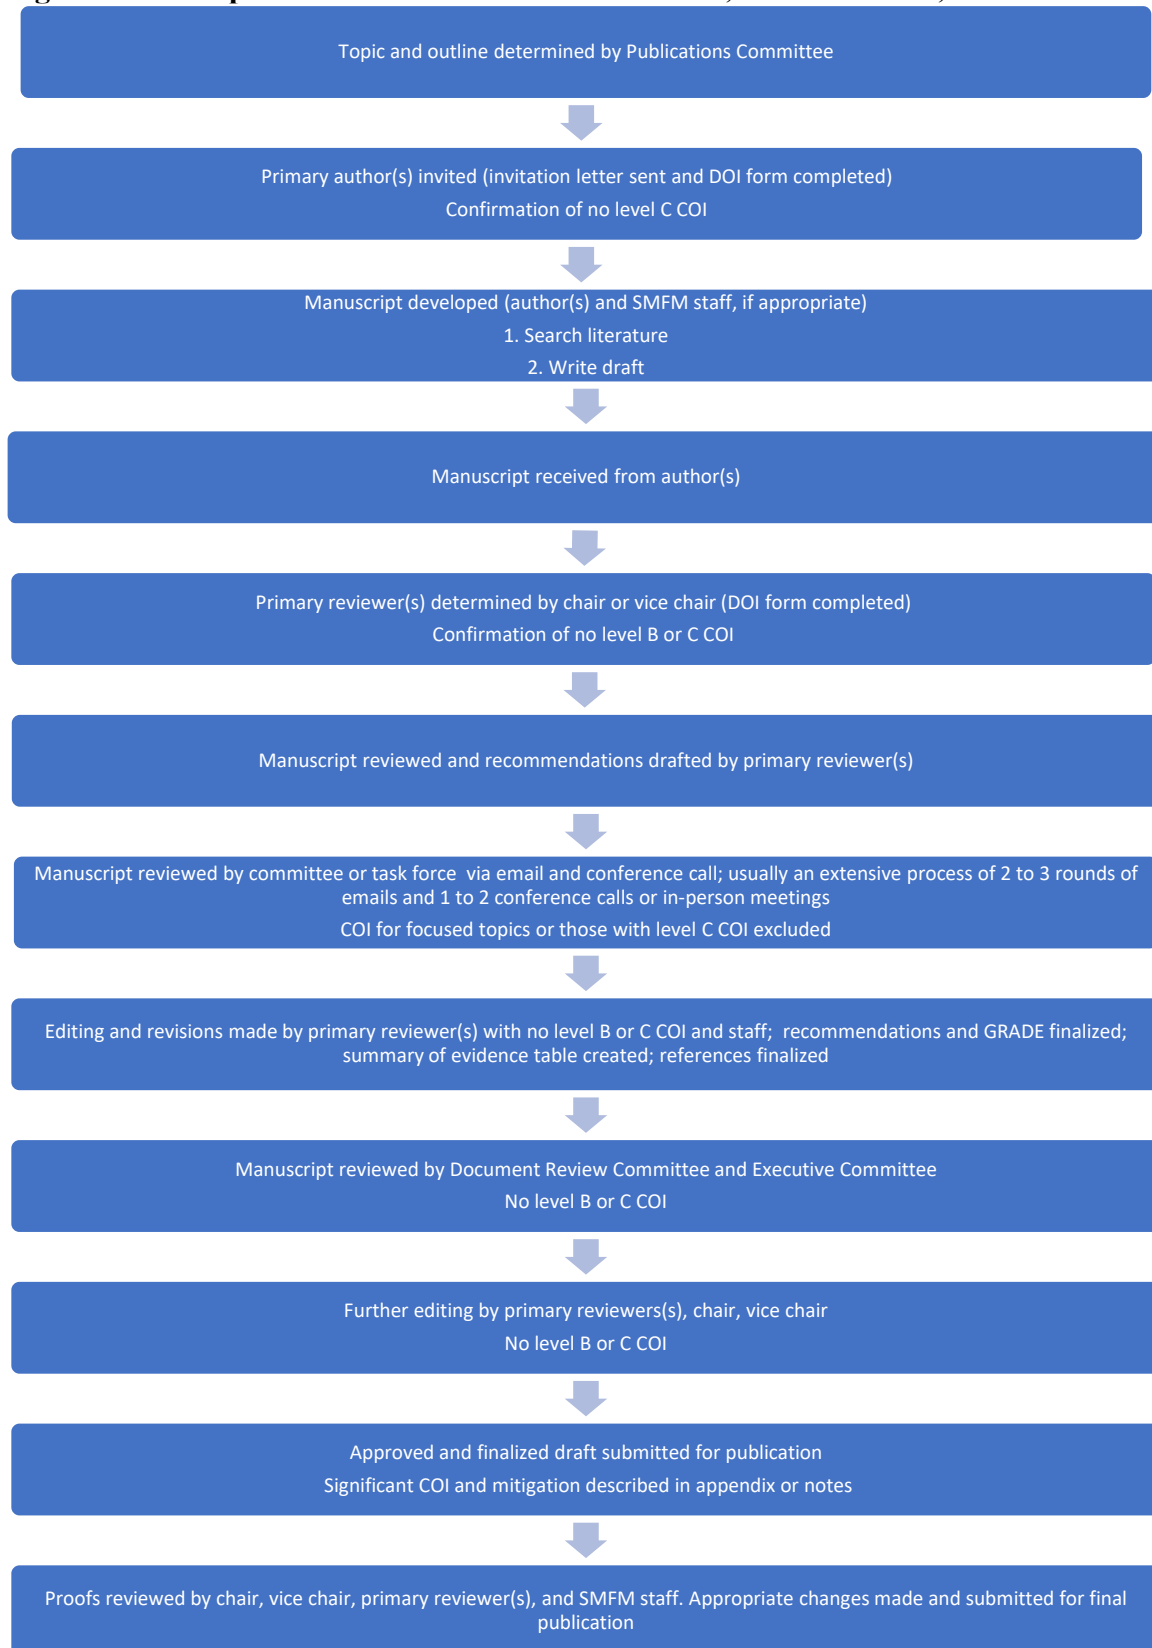 Topic and outline determined by Publications Committee
Primary author(s) invited (invitation letter sent and DOI form completed)
Confirmation of no level C COI
Manuscript developed (author(s) and SMFM staff, if appropriate)
1. Search literature
2. Write draft
Manuscript received from author(s)
Primary reviewer(s) determined by chair or vice chair (DOI form completed)
Confirmation of no level B or C COI
Manuscript reviewed and recommendations drafted by primary reviewer(s)
Manuscript reviewed by committee or task force via email and conference call; usually an extensive process of 2 to 3 rounds of
emails and 1 to 2 conference calls or in-person meetings
COI for focused topics or those with level C COI excluded
Editing and revisions made by primary reviewer(s) with no level B or C COI and staff; recommendations and GRADE finalized;
summary of evidence table created; references finalized
Manuscript reviewed by Document Review Committee and Executive Committee
No level B or C COI
Further editing by primary reviewers(s), chair, vice chair
No level B or C COI
Approved and finalized draft submitted for publication
Significant COI and mitigation described in appendix or notes
Proofs reviewed by chair, vice chair, primary reviewer(s), and SMFM staff. Appropriate changes made and submitted for final
publication